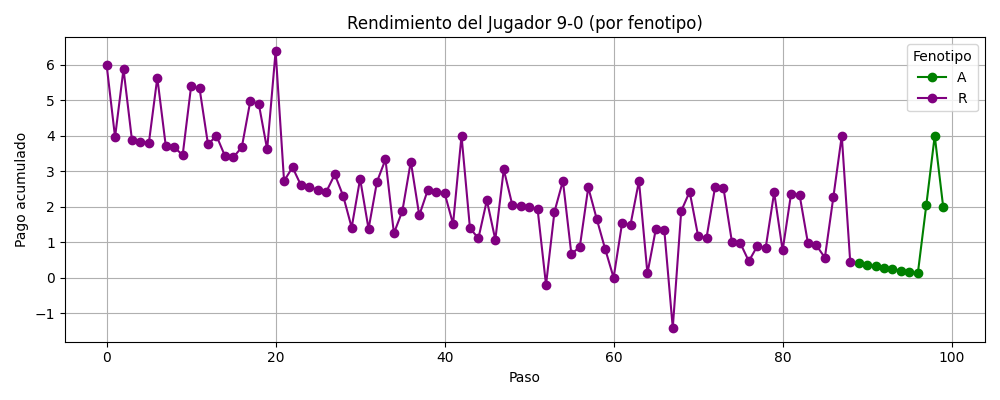 Rendimiento del Jugador 9-0 (por fenotipo)
Fenotipo
A
R
Pago acumulado
6
5
4
3
2
1
0
−1
0 20 40 60 80 100
Paso